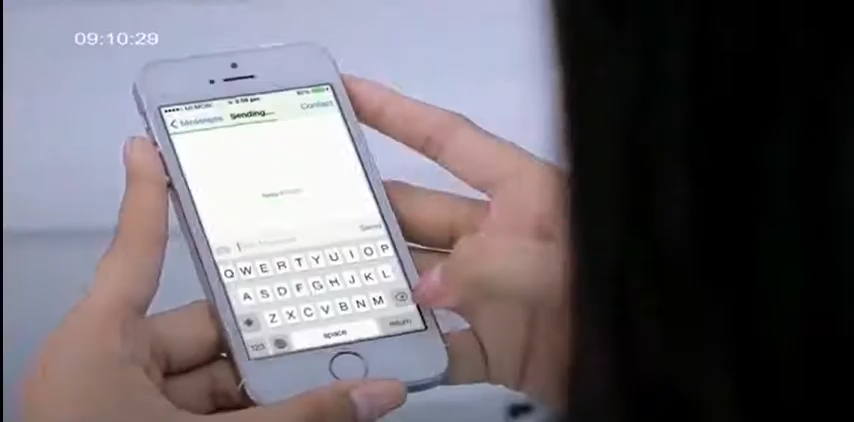 09:10:29
Messages Sending... Contact
Send
Q W E R T Y U I O P
A S D F G H J K L
Z X C V B N M
123 space return